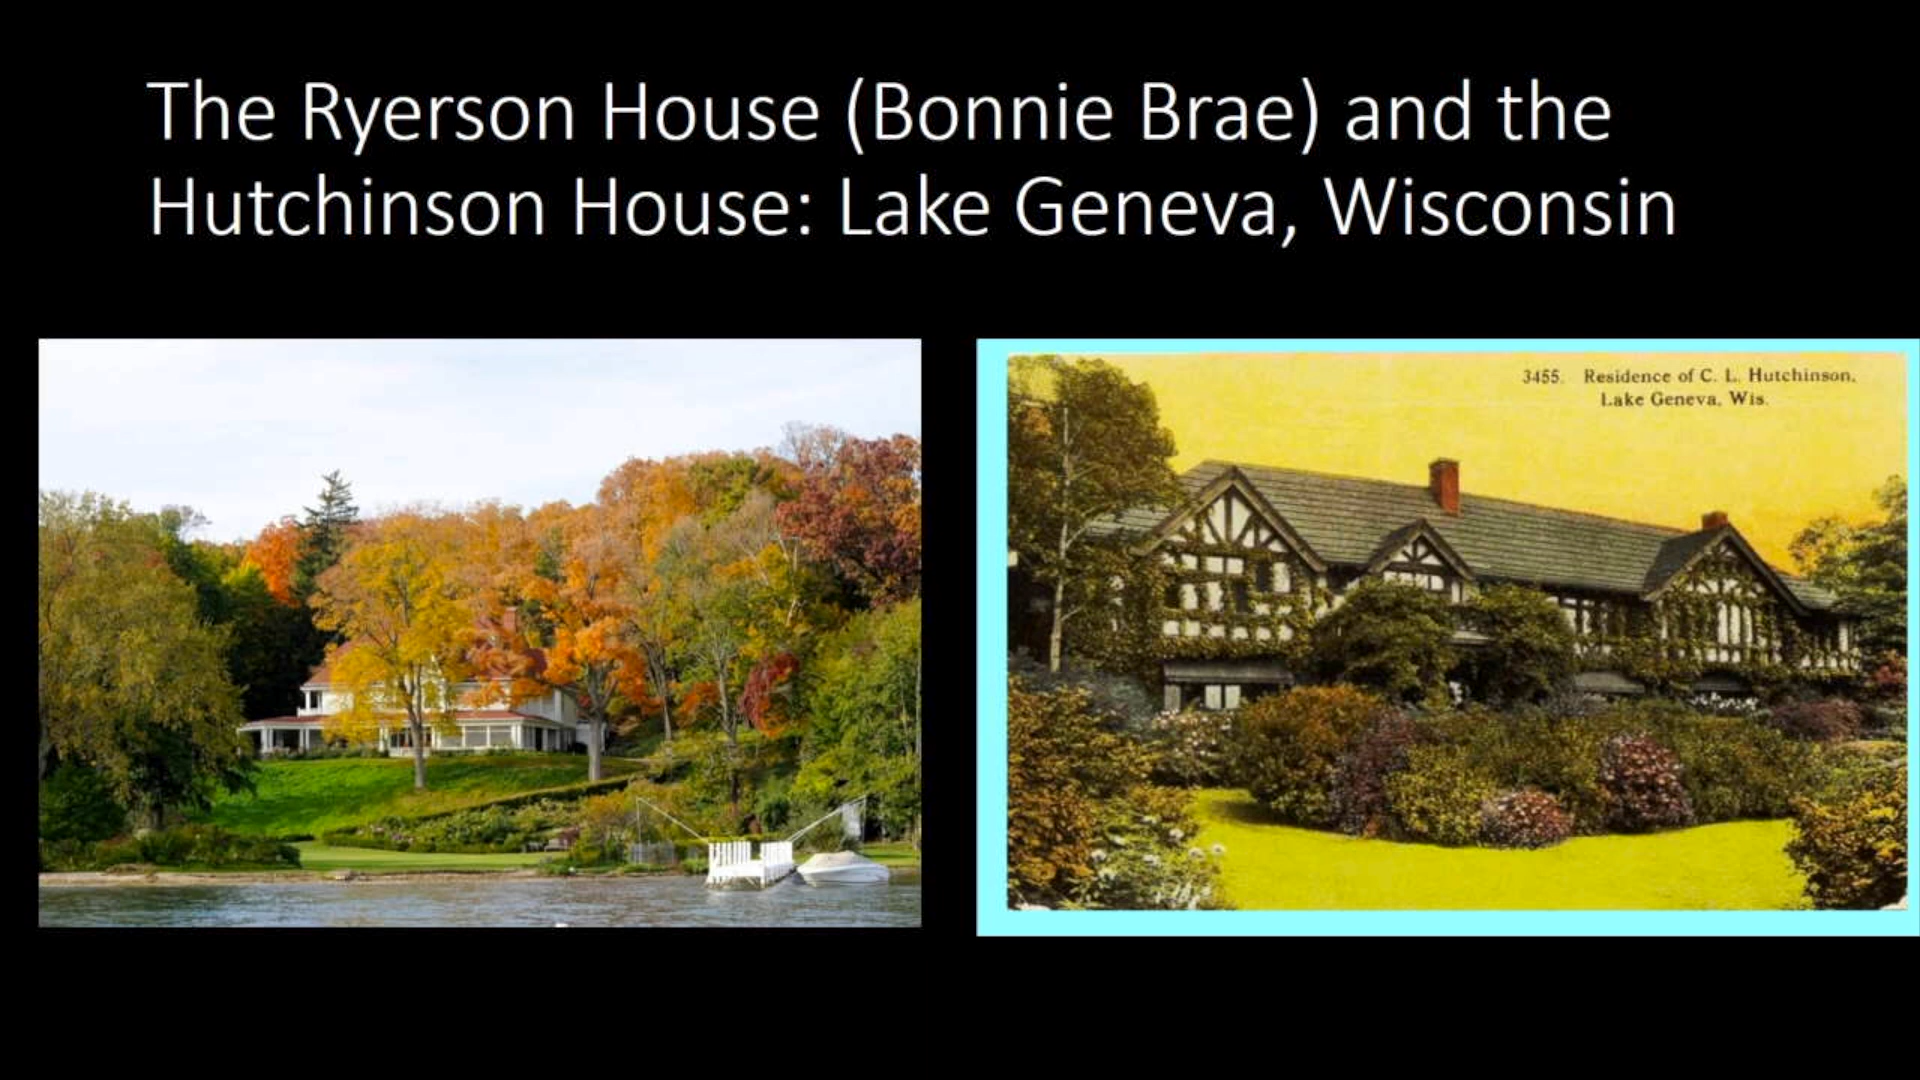 The Ryerson House (Bonnie Brae) and the
Hutchinson House: Lake Geneva, Wisconsin
3455. Residence of C. L. Hutchinson,
Lake Geneva, Wis.